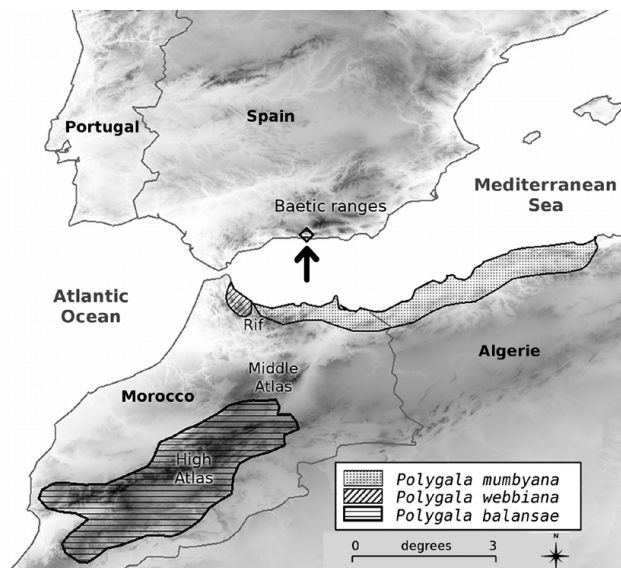 Portugal
Spain
Baetic ranges
Mediterranean
Sea
Atlantic
Ocean
Rif
Middle
Atlas
Algerie
Morocco
High
Atlas
Polygala mumbyana
Polygala webbiana
Polygala balansae
0 degrees 3
N